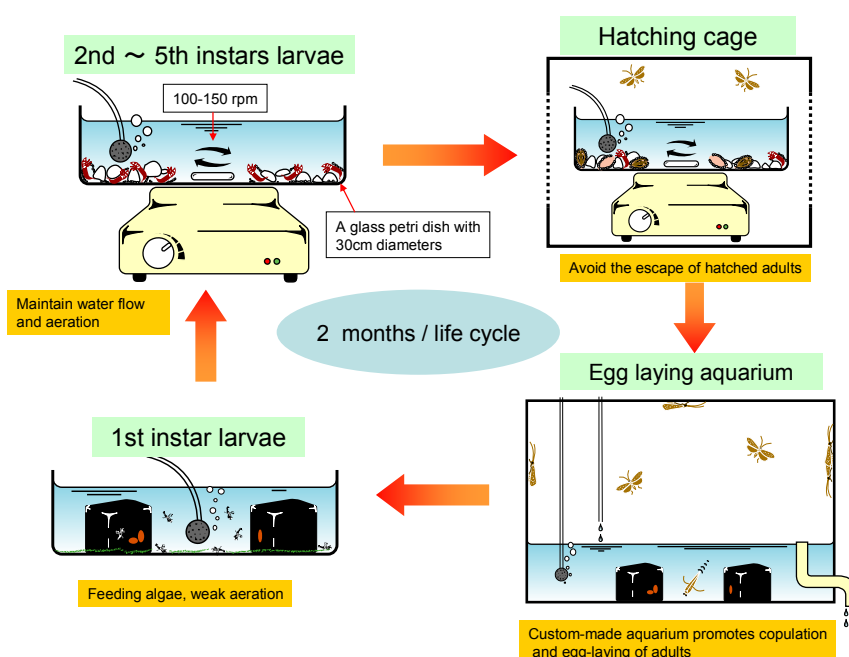 2nd ～ 5th instars larvae
100-150 rpm
A glass petri dish with
30cm diameters
Maintain water flow
and aeration
Hatching cage
Avoid the escape of hatched adults
2 months / life cycle
Egg laying aquarium
Custom-made aquarium promotes copulation
and egg-laying of adults
1st instar larvae
Feeding algae, weak aeration